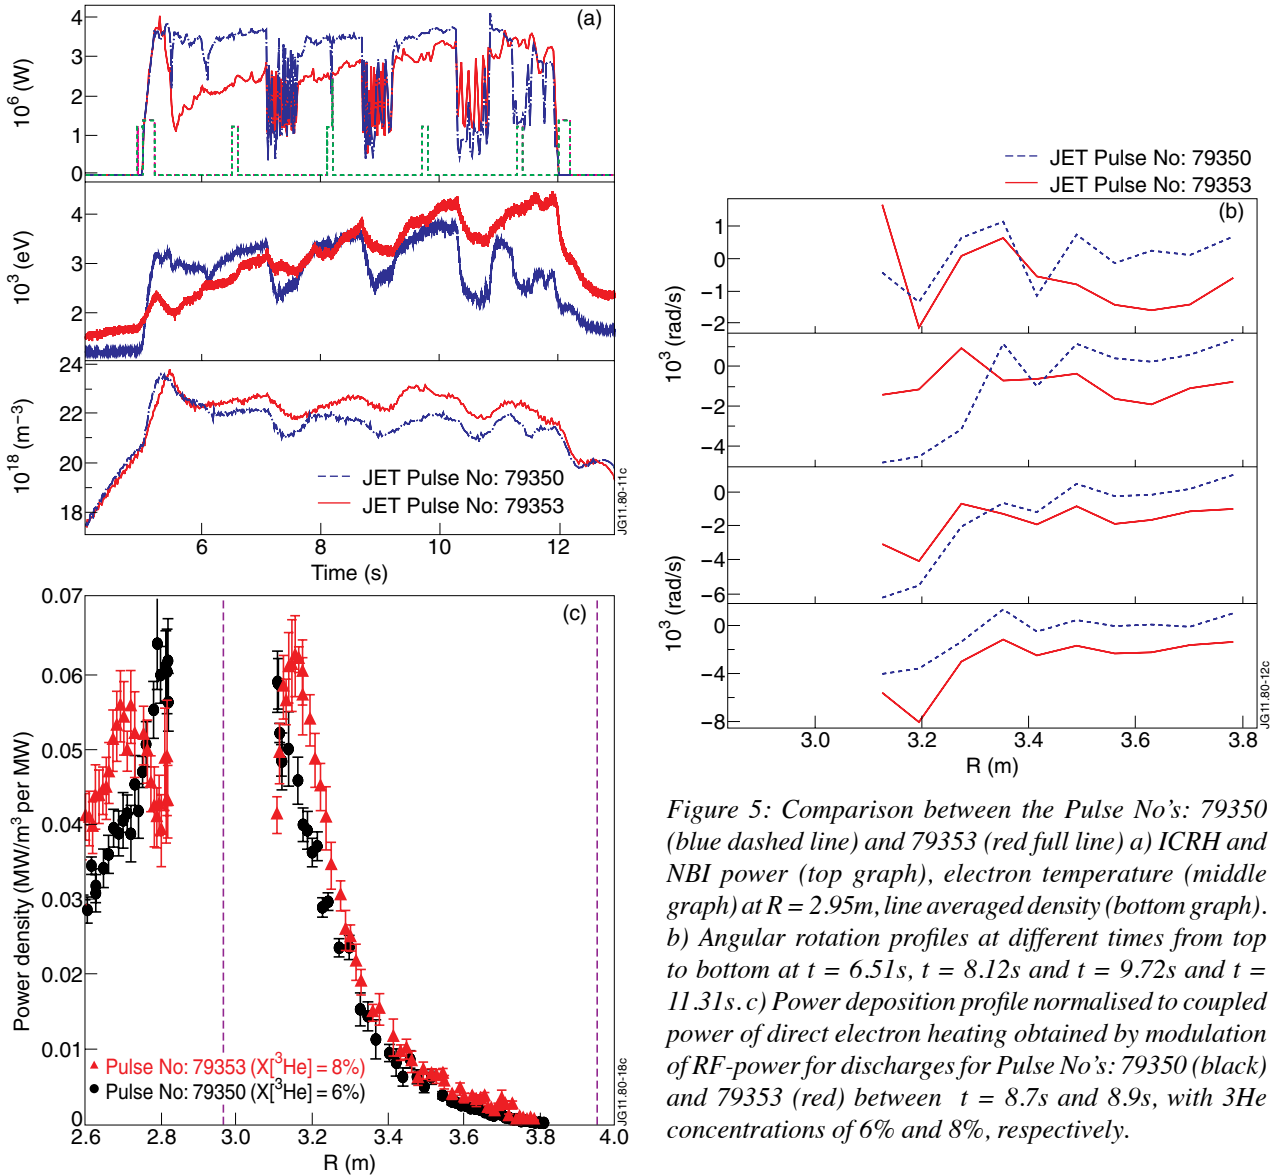 (a)
4
3
2
1
0
10⁶ (W)
4
3
2
10³ (eV)
24
22
20
18
10¹⁸ (m⁻³)
JET Pulse No: 79350
JET Pulse No: 79353
6
8
10
12
Time (s)
JG11.80-11c
JET Pulse No: 79350
JET Pulse No: 79353
(b)
1
0
−1
−2
0
−2
−4
10³ (rad/s)
0
−2
−4
−6
0
−4
−8
10³ (rad/s)
3.0
3.2
3.4
3.6
3.8
R (m)
JG11.80-12c
(c)
0.07
0.06
0.05
0.04
0.03
0.02
0.01
0
Power density (MW/m³ per MW)
Pulse No: 79353 (X[³He] = 8%)
Pulse No: 79350 (X[³He] = 6%)
2.6
2.8
3.0
3.2
3.4
3.6
3.8
4.0
R (m)
JG11.80-18c
Figure 5: Comparison between the Pulse No's: 79350
(blue dashed line) and 79353 (red full line) a) ICRH and
NBI power (top graph), electron temperature (middle
graph) at R = 2.95m, line averaged density (bottom graph).
b) Angular rotation profiles at different times from top
to bottom at t = 6.51s, t = 8.12s and t = 9.72s and t =
11.31s. c) Power deposition profile normalised to coupled
power of direct electron heating obtained by modulation
of RF-power for discharges for Pulse No's: 79350 (black)
and 79353 (red) between t = 8.7s and 8.9s, with 3He
concentrations of 6% and 8%, respectively.